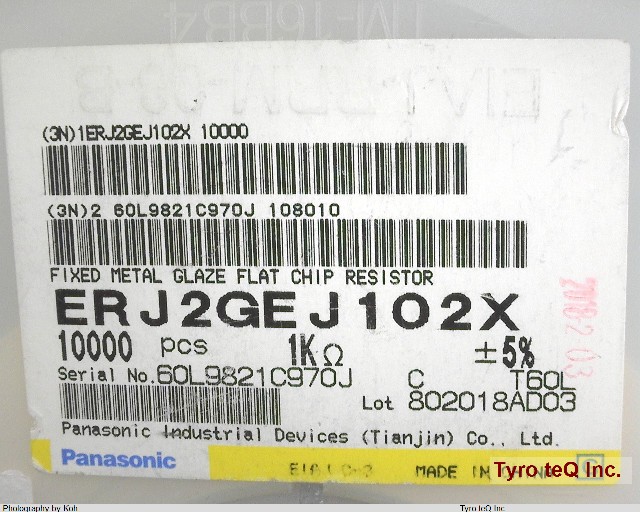 (3N)1ERJ2GEJ102X 10000
(3N)2 60L9821C970J 108010
FIXED METAL GLAZE FLAT CHIP RESISTOR
ERJ2GEJ102X
10000 pcs 1KΩ ±5%
Serial No.60L9821C970J C T60L
Lot 802018AD03
Panasonic Industrial Devices (Tianjin) Co., Ltd.
Panasonic
MADE IN
Tyro teQ Inc.
Photography by Koh
Tyro teQ Inc